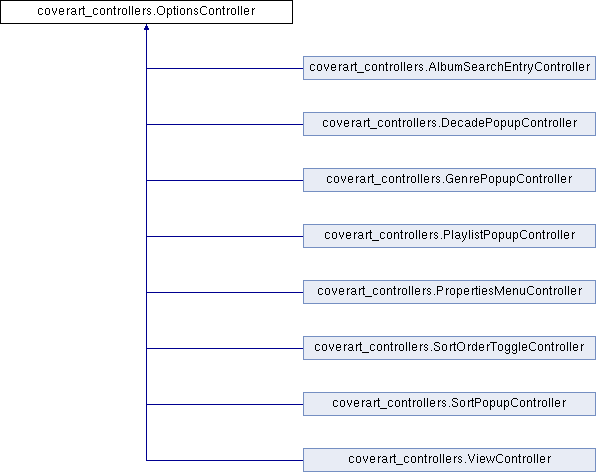 coverart_controllers.OptionsController
coverart_controllers.AlbumSearchEntryController
coverart_controllers.DecadePopupController
coverart_controllers.GenrePopupController
coverart_controllers.PlaylistPopupController
coverart_controllers.PropertiesMenuController
coverart_controllers.SortOrderToggleController
coverart_controllers.SortPopupController
coverart_controllers.ViewController